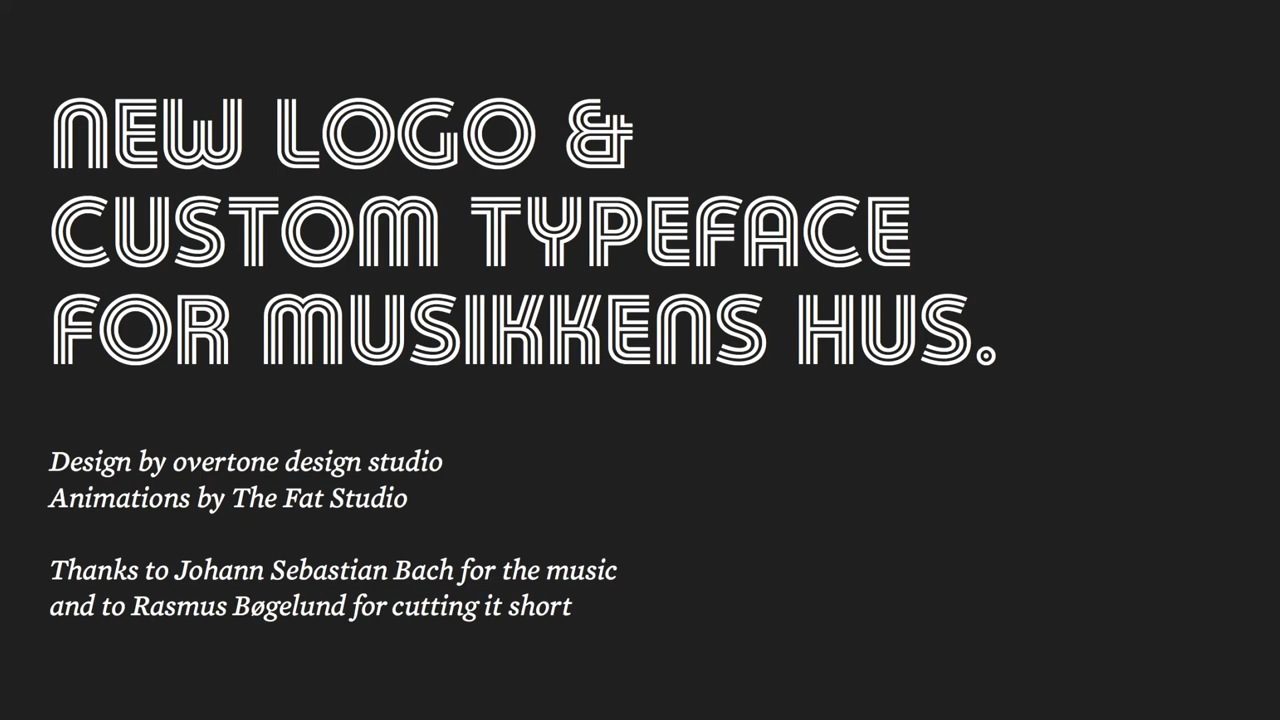 NEW LOGO &
CUSTOM TYPEFACE
FOR MUSIKKENS HUS.
Design by overtone design studio
Animations by The Fat Studio
Thanks to Johann Sebastian Bach for the music
and to Rasmus Bøgelund for cutting it short